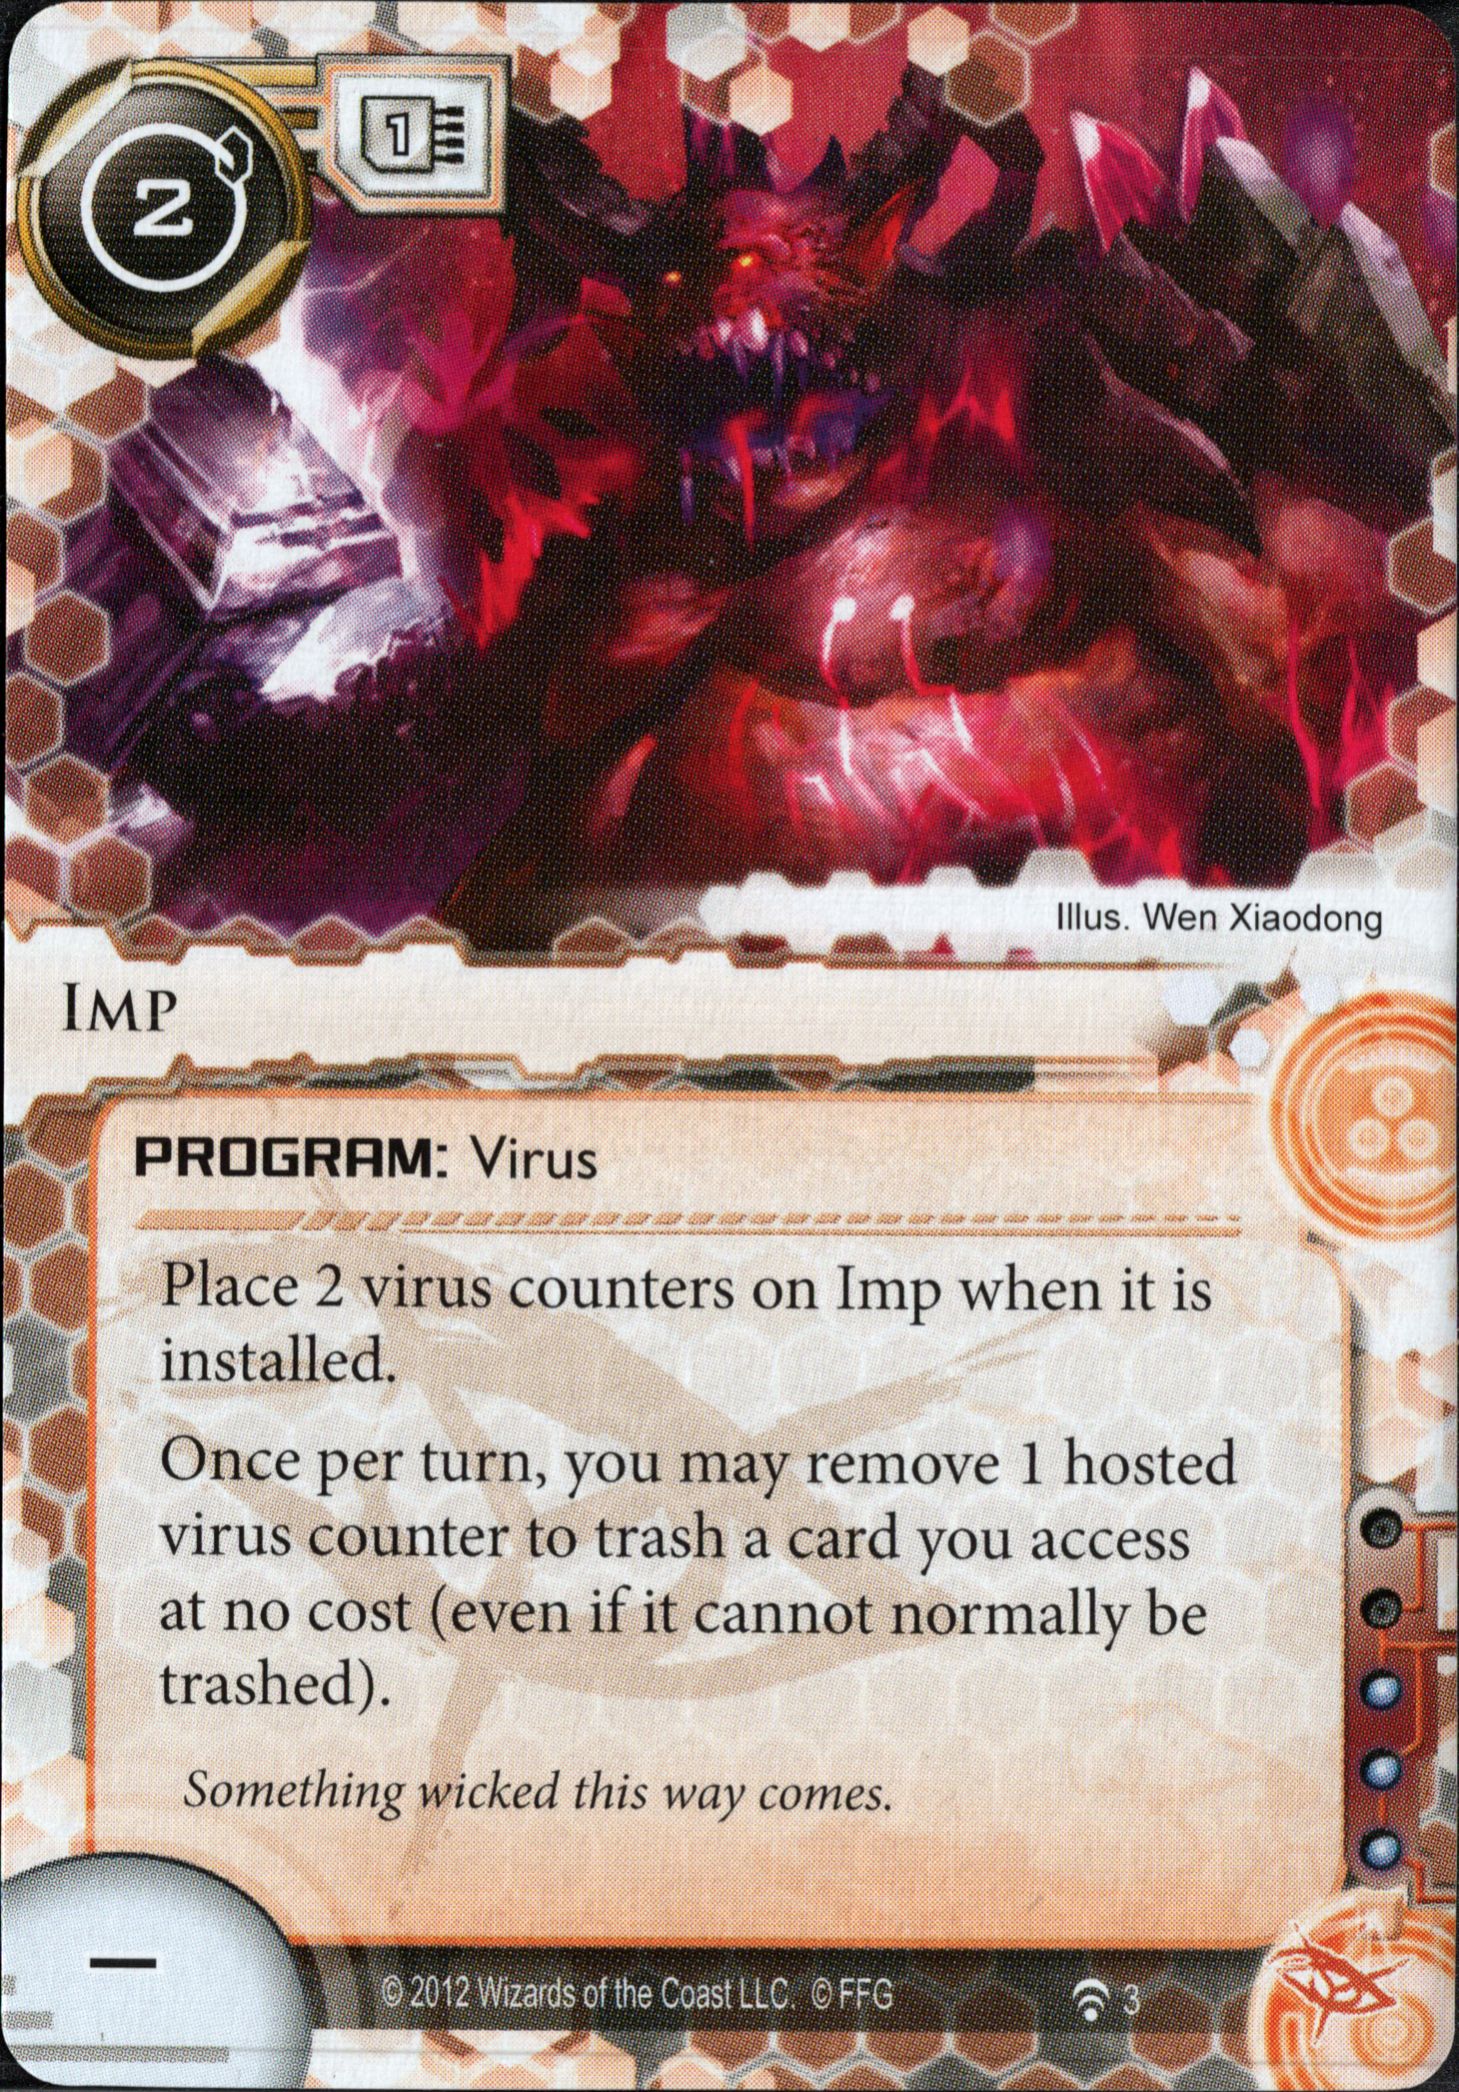 2
1
Illus. Wen Xiaodong
Imp
PROGRAM: Virus
Place 2 virus counters on Imp when it is
installed.
Once per turn, you may remove 1 hosted
virus counter to trash a card you access
at no cost (even if it cannot normally be
trashed).
Something wicked this way comes.
–
© 2012 Wizards of the Coast LLC. © FFG
3